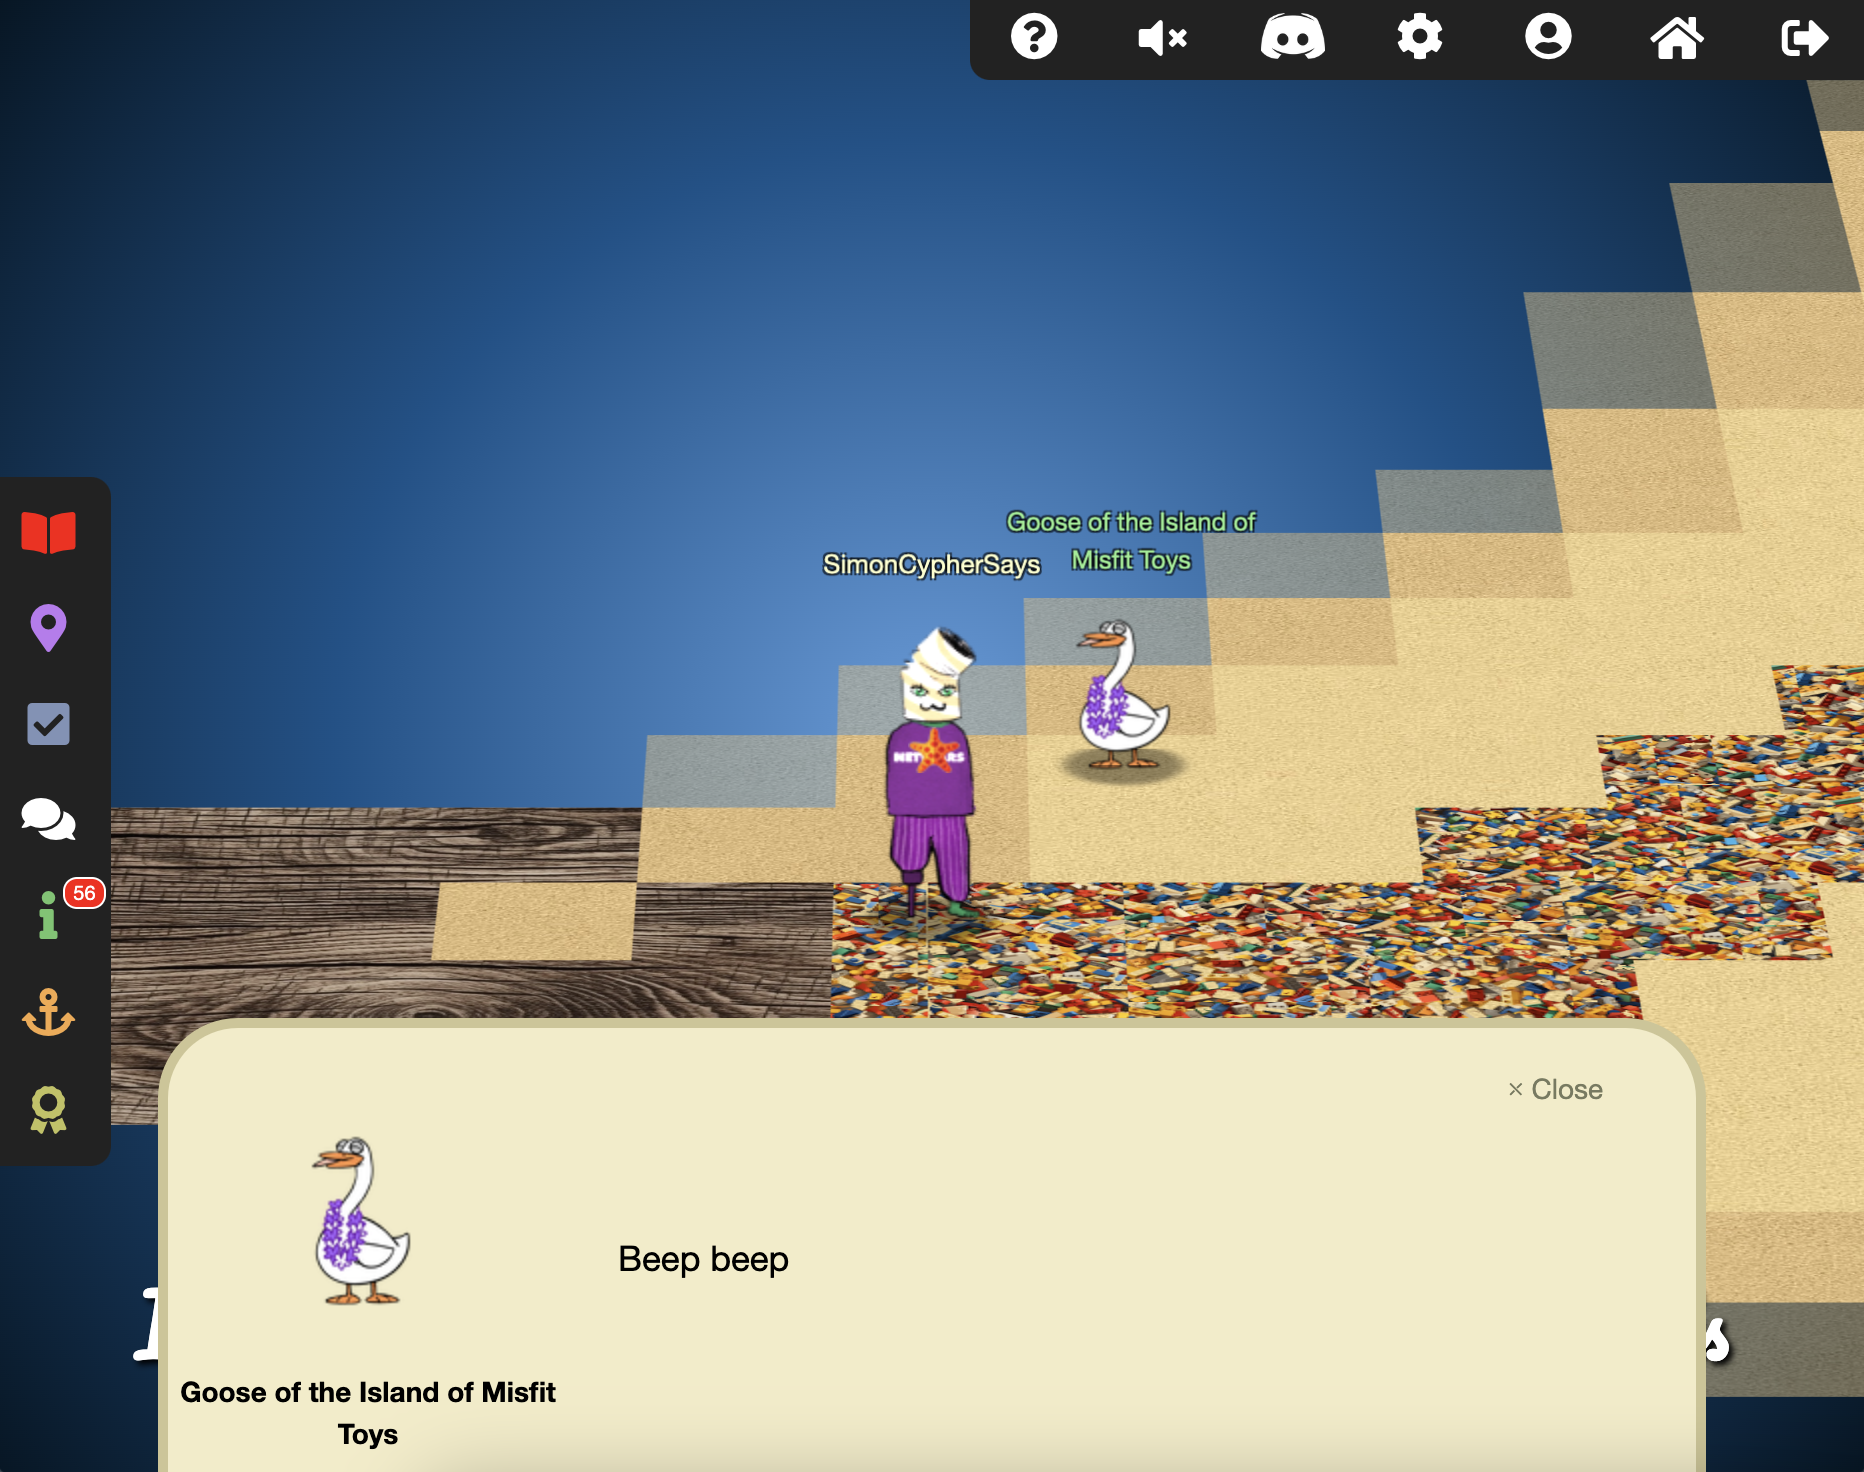 Goose of the Island of
Misfit Toys
SimonCypherSays
56
× Close
Beep beep
Goose of the Island of Misfit
Toys